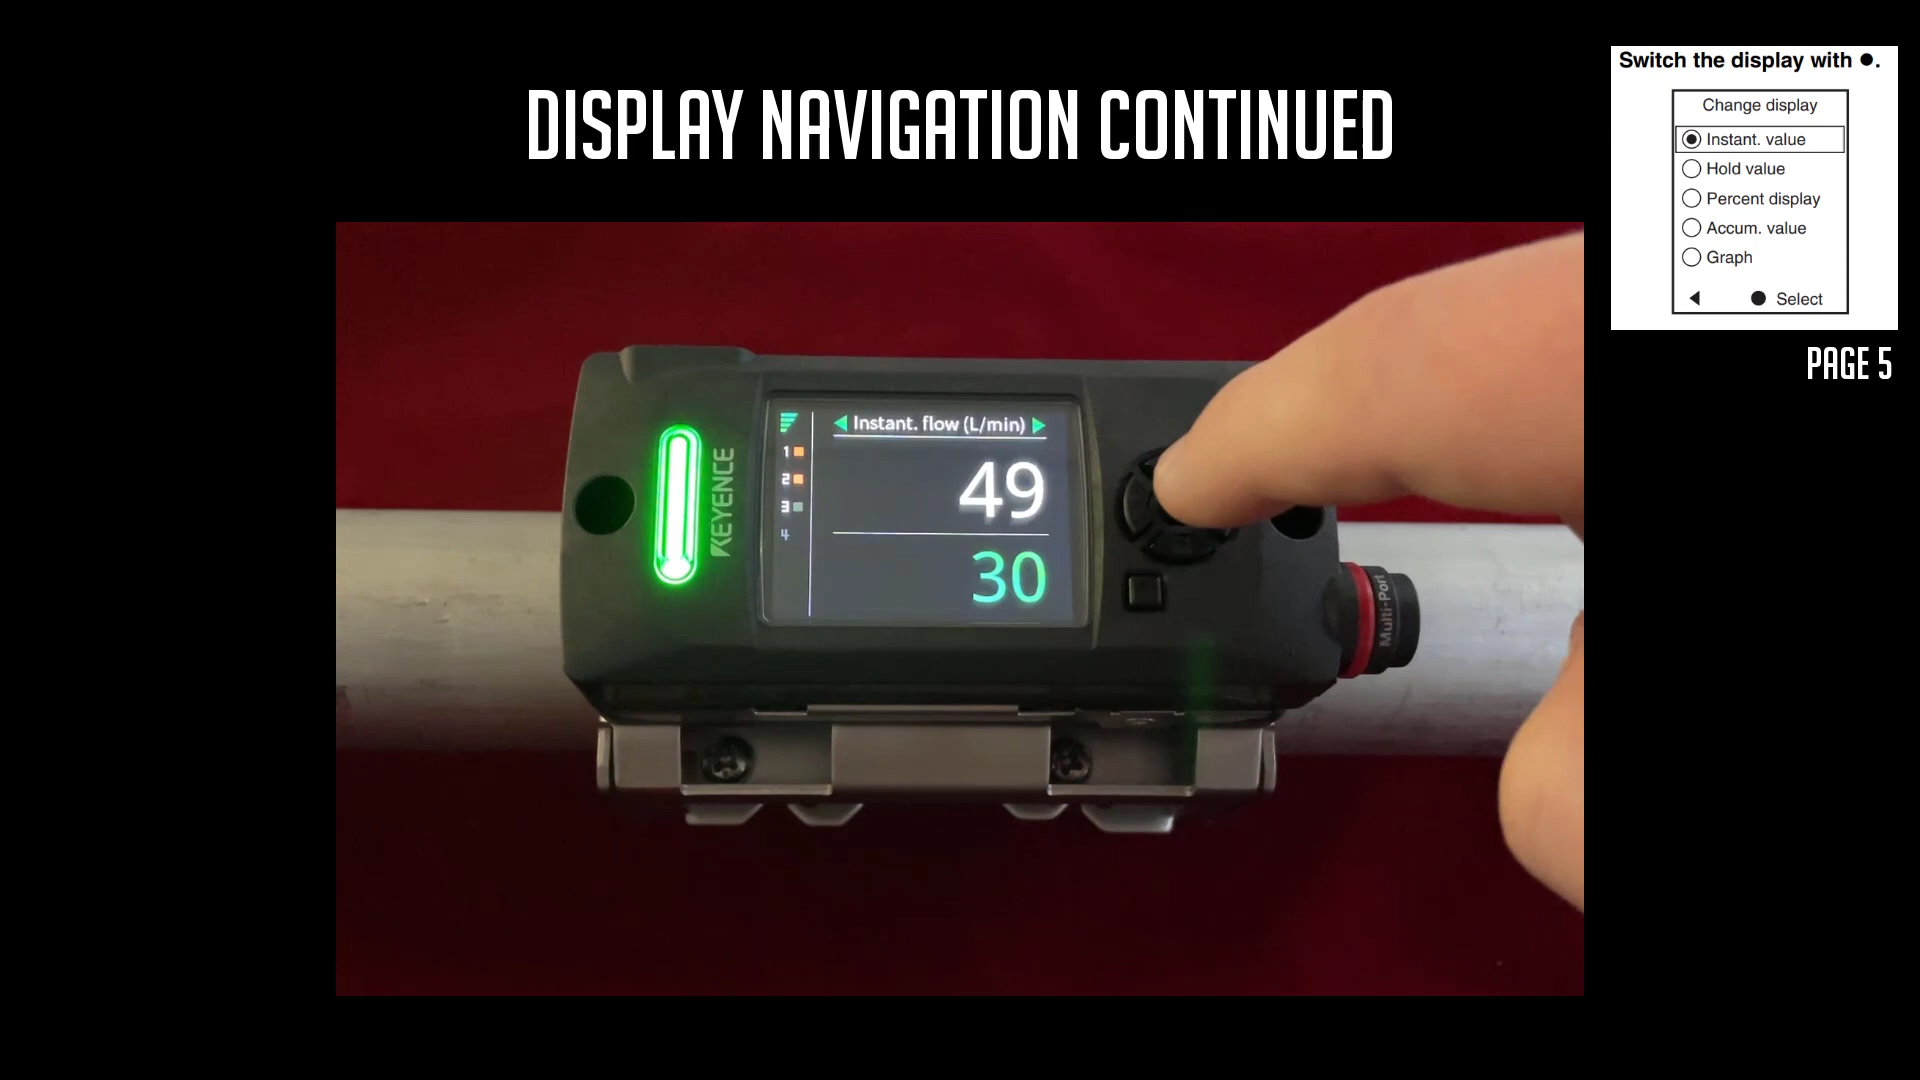 DISPLAY NAVIGATION CONTINUED
Switch the display with ●.
Change display
Instant. value
Hold value
Percent display
Accum. value
Graph
◀ ● Select
PAGE 5
KEYENCE
◀ Instant. flow (L/min) ▶
1
2
3
4
49
30
Multi-Port